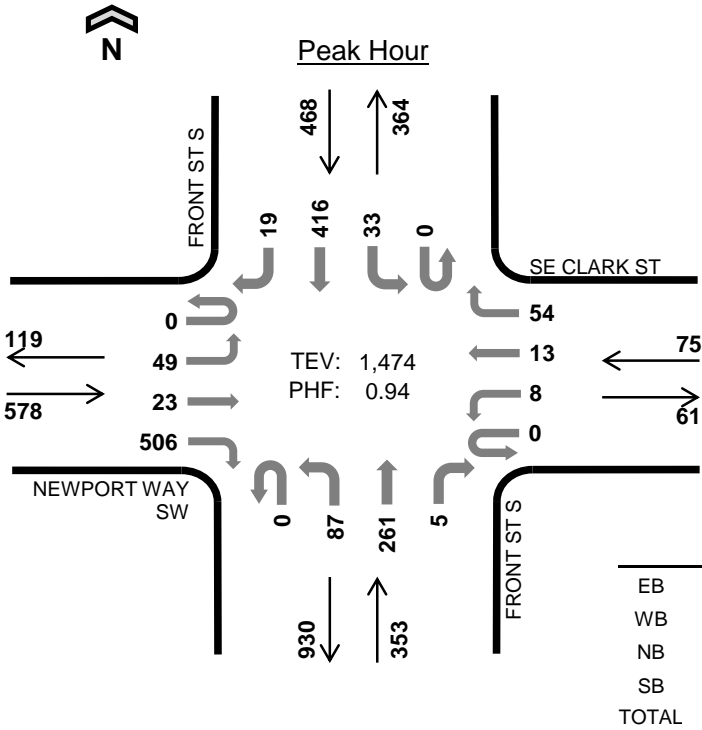 N
Peak Hour
468
364
FRONT ST S
19
416
33
0
SE CLARK ST
0
54
119
49
TEV: 1,474
13
75
578
23
PHF: 0.94
8
61
506
0
NEWPORT WAY
SW
0
87
261
5
FRONT ST S
930
353
EB
WB
NB
SB
TOTAL